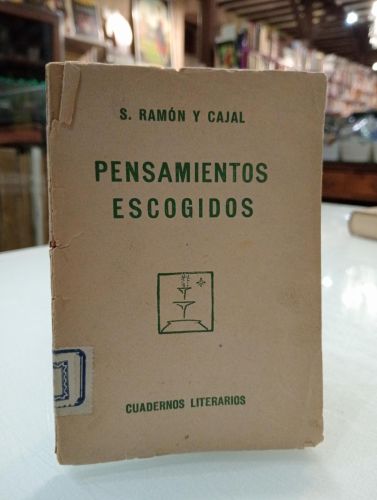 S. RAMÓN Y CAJAL
PENSAMIENTOS
ESCOGIDOS
CUADERNOS LITERARIOS